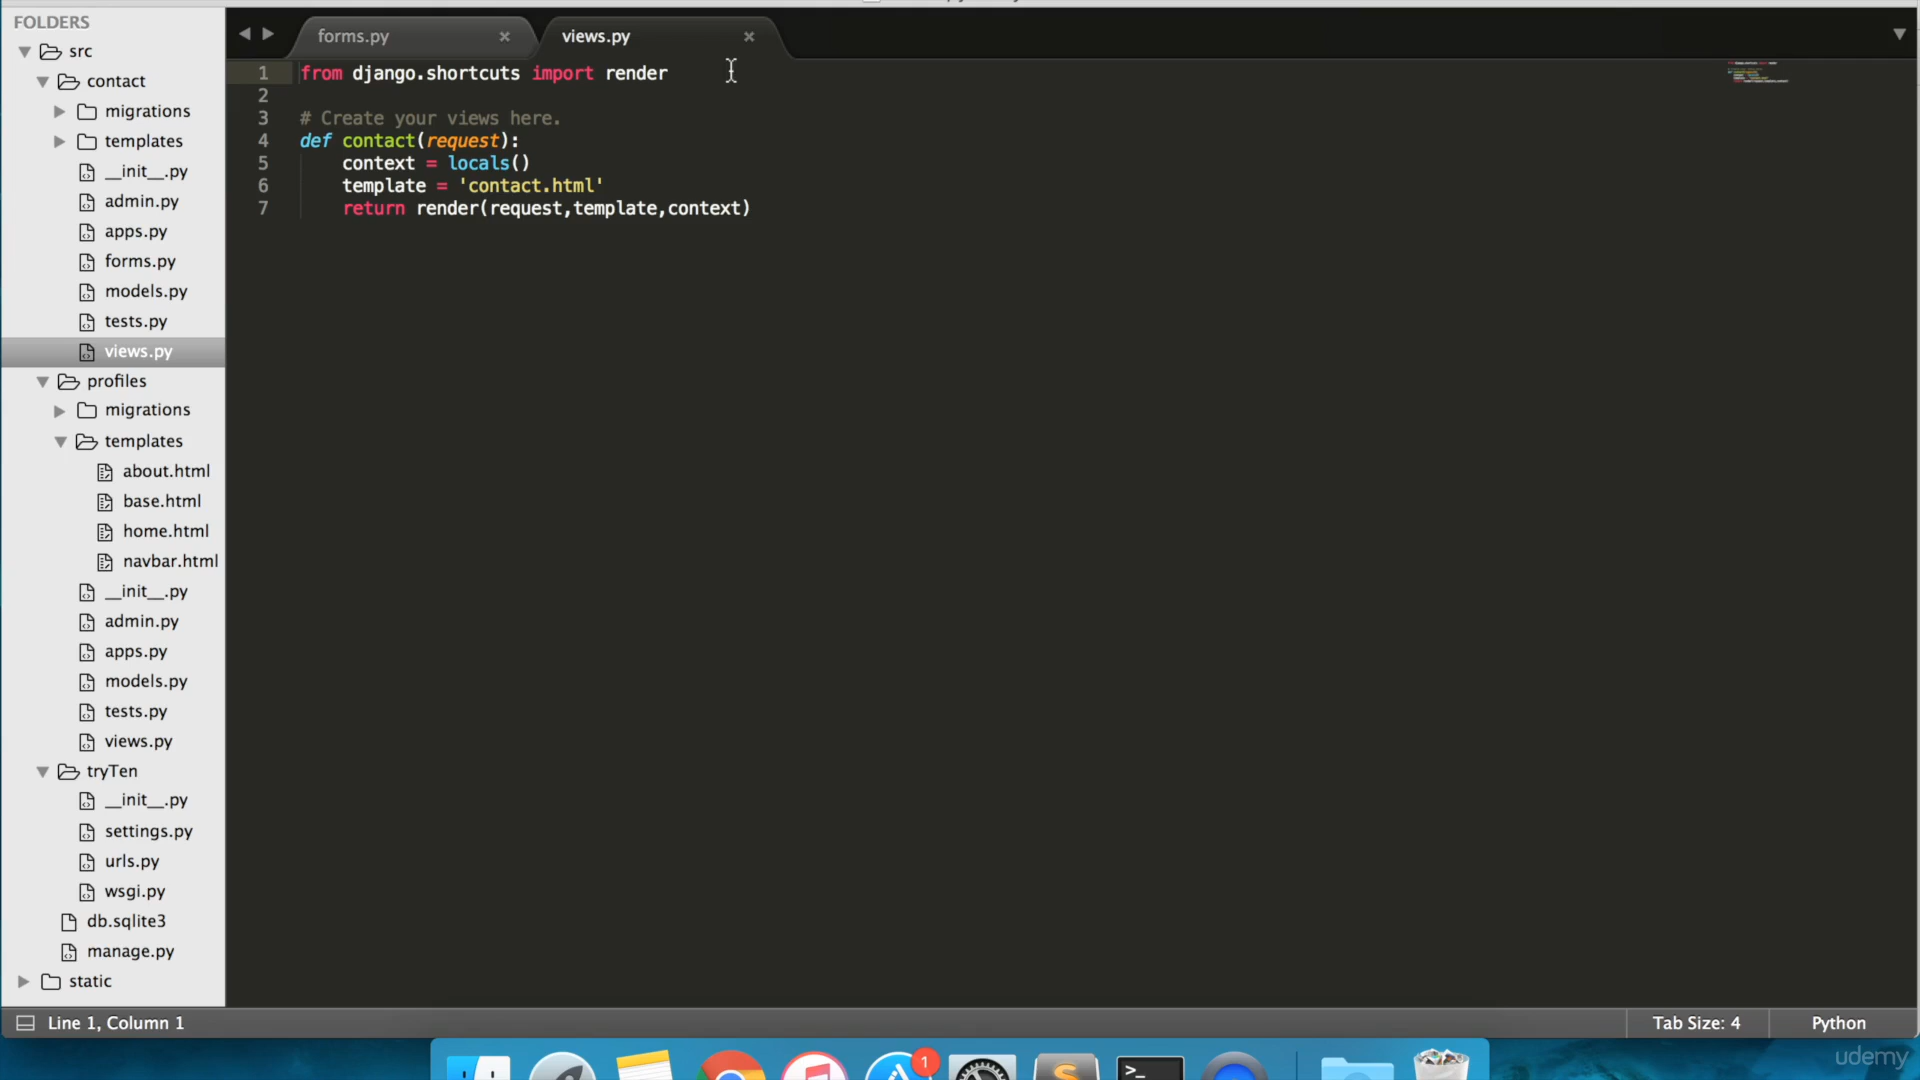 FOLDERS
src
contact
migrations
templates
__init__.py
admin.py
apps.py
forms.py
models.py
tests.py
views.py
profiles
migrations
templates
about.html
base.html
home.html
navbar.html
__init__.py
admin.py
apps.py
models.py
tests.py
views.py
tryTen
__init__.py
settings.py
urls.py
wsgi.py
db.sqlite3
manage.py
static
forms.py
views.py
1 from django.shortcuts import render
2
3 # Create your views here.
4 def contact(request):
5 context = locals()
6 template = 'contact.html'
7 return render(request,template,context)
Line 1, Column 1
Tab Size: 4
Python
1
>_
udemy